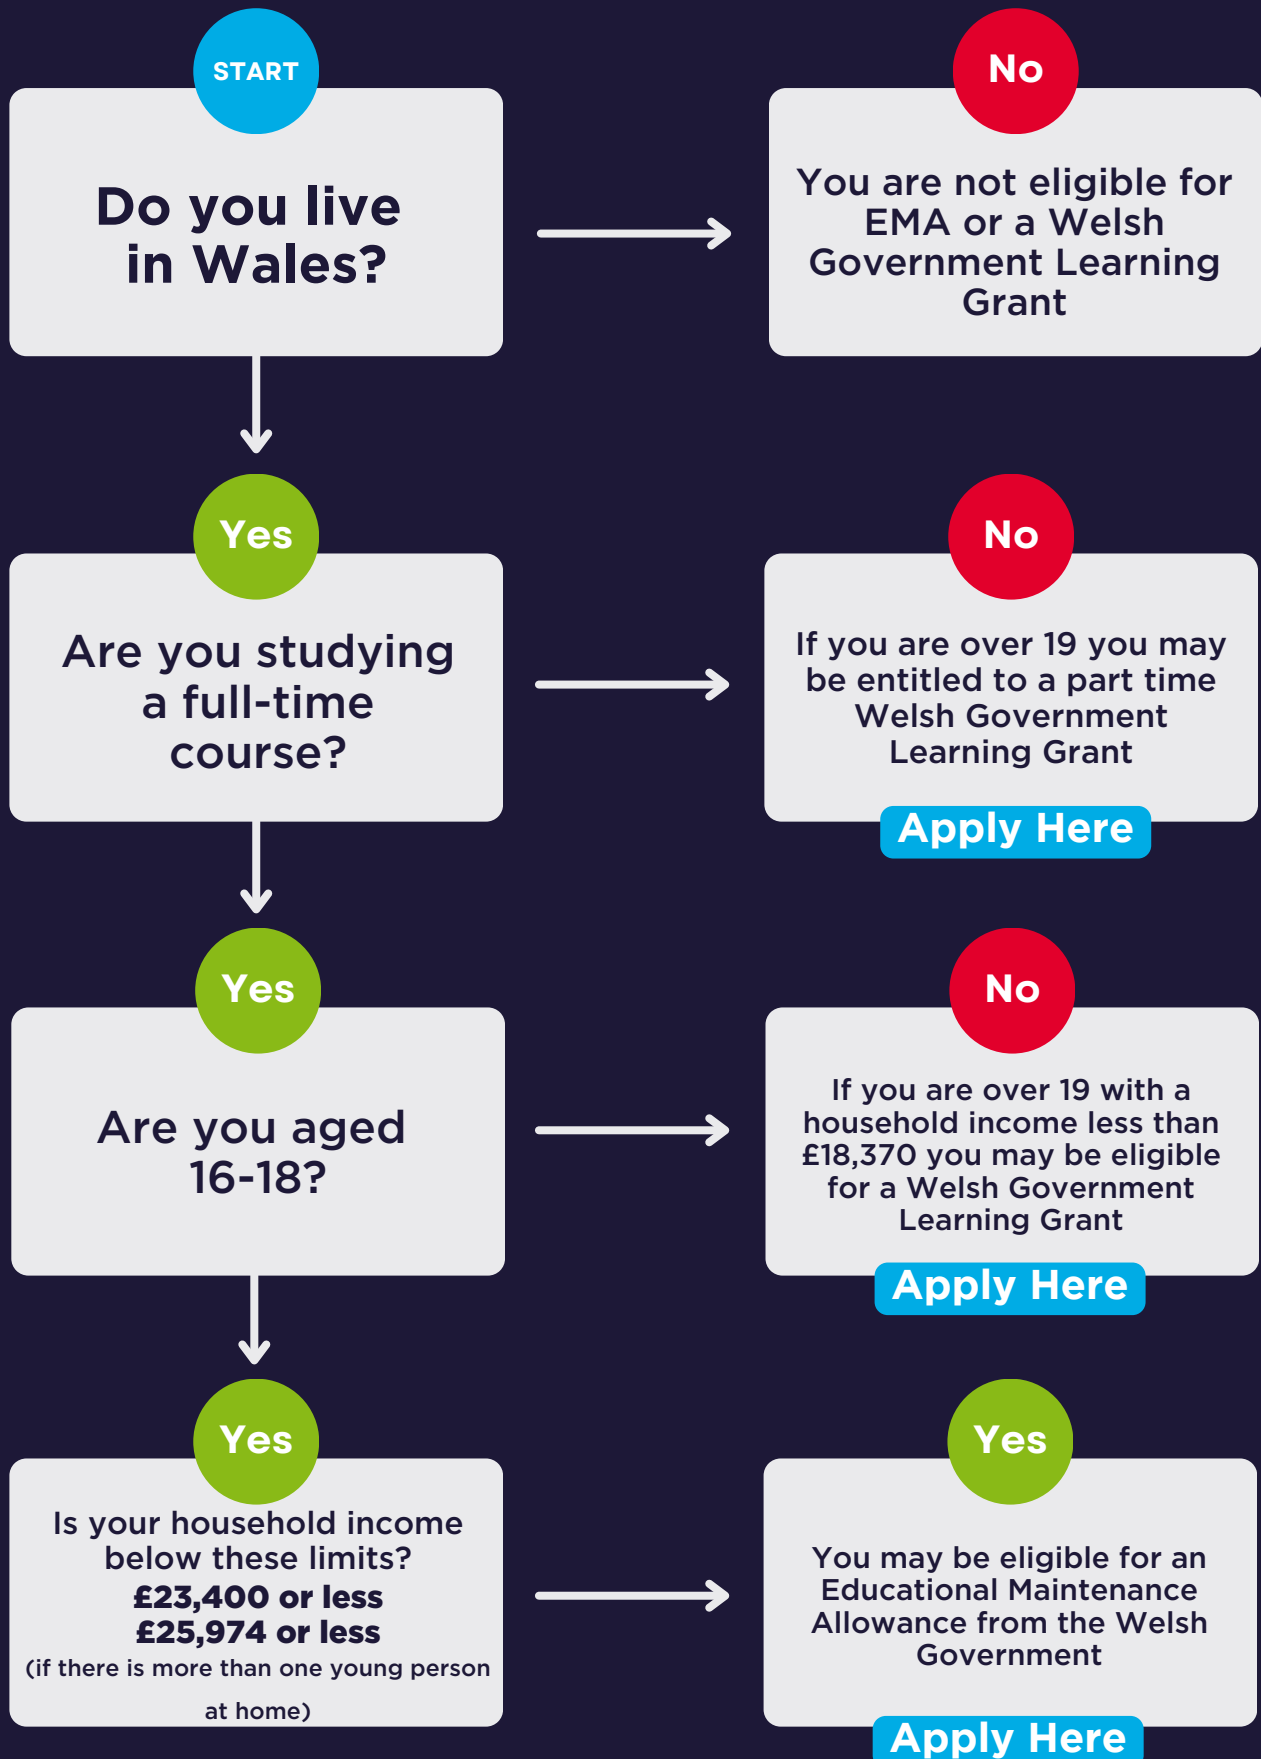 START
Do you live
in Wales?
No
You are not eligible for
EMA or a Welsh
Government Learning
Grant
Yes
Are you studying
a full-time
course?
No
If you are over 19 you may
be entitled to a part time
Welsh Government
Learning Grant
Apply Here
Yes
Are you aged
16-18?
No
If you are over 19 with a
household income less than
£18,370 you may be eligible
for a Welsh Government
Learning Grant
Apply Here
Yes
Is your household income
below these limits?
£23,400 or less
£25,974 or less
(if there is more than one young person
at home)
Yes
You may be eligible for an
Educational Maintenance
Allowance from the Welsh
Government
Apply Here